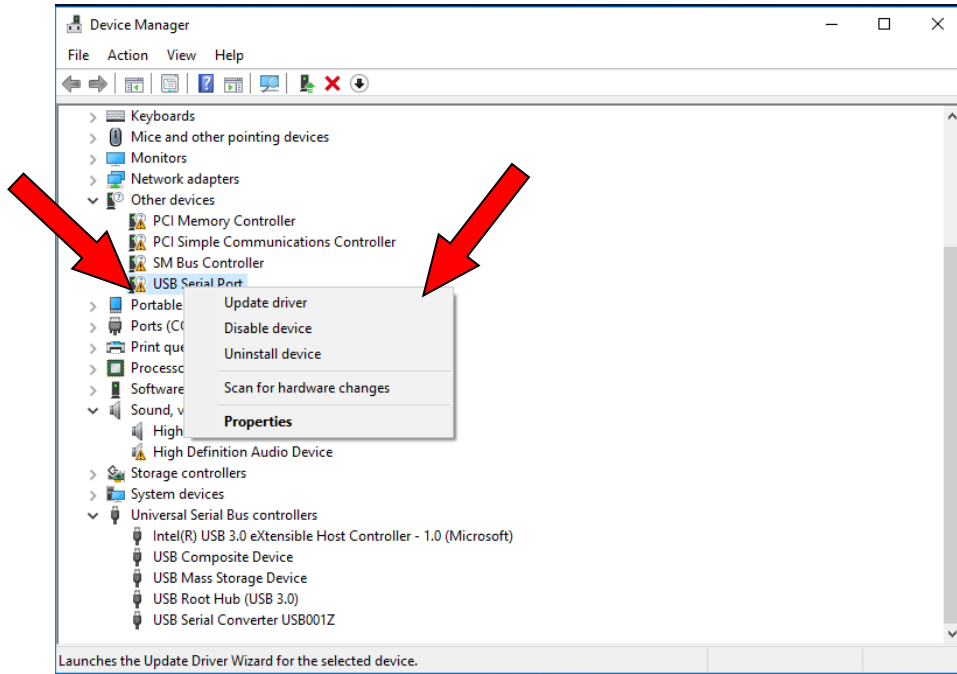 Device Manager
File Action View Help
Keyboards
Mice and other pointing devices
Monitors
Network adapters
Other devices
PCI Memory Controller
PCI Simple Communications Controller
SM Bus Controller
USB Serial Port
Portable
Update driver
Ports (CO
Disable device
Print que
Uninstall device
Processo
Software
Scan for hardware changes
Sound, v
Properties
High
High Definition Audio Device
Storage controllers
System devices
Universal Serial Bus controllers
Intel(R) USB 3.0 eXtensible Host Controller - 1.0 (Microsoft)
USB Composite Device
USB Mass Storage Device
USB Root Hub (USB 3.0)
USB Serial Converter USB001Z
Launches the Update Driver Wizard for the selected device.